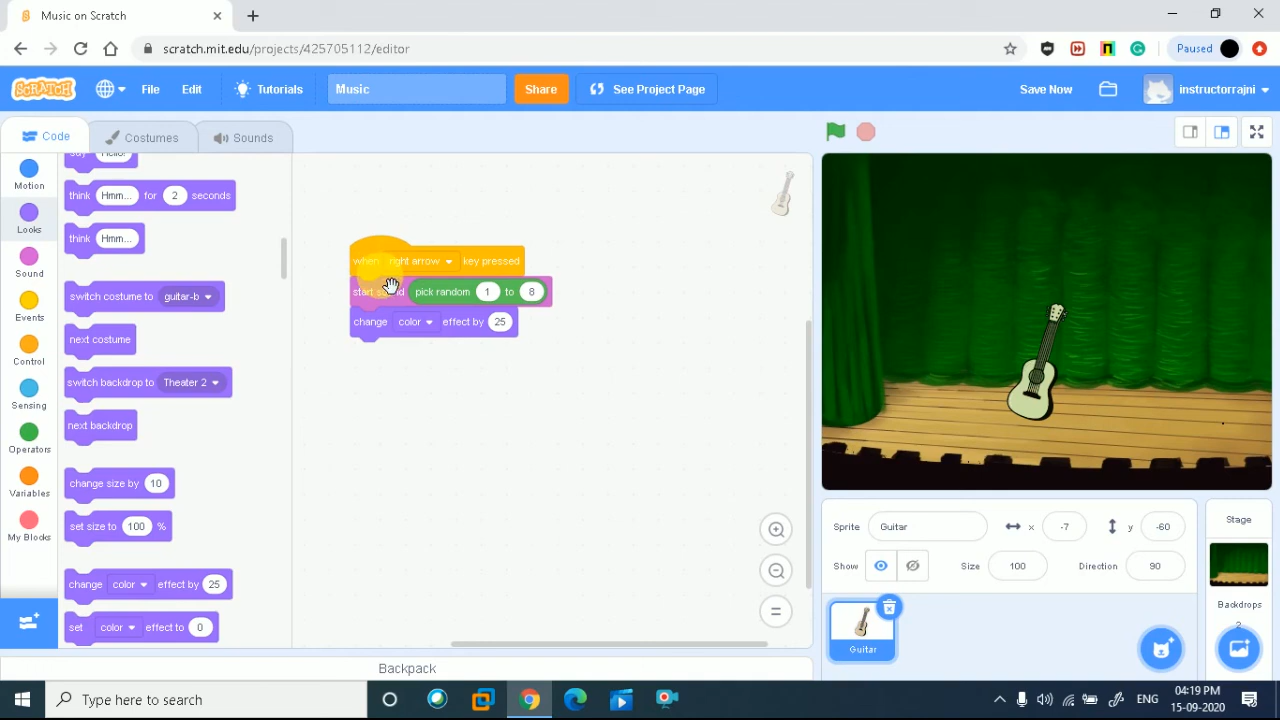 Music on Scratch
scratch.mit.edu/projects/425705112/editor
Paused
SCRATCH
File
Edit
Tutorials
Music
Share
See Project Page
Save Now
instructorrajni
Code
Costumes
Sounds
Motion
Looks
Sound
Events
Control
Sensing
Operators
Variables
My Blocks
think Hmm... for 2 seconds
think Hmm...
switch costume to guitar-b
next costume
switch backdrop to Theater 2
next backdrop
change size by 10
set size to 100 %
change color effect by 25
set color effect to 0
when right arrow key pressed
pick random 1 to 8
change color effect by 25
Sprite Guitar x -7 y -60
Show Size 100 Direction 90
Guitar
Stage
Backdrops
2
Backpack
Type here to search
ENG
04:19 PM
15-09-2020